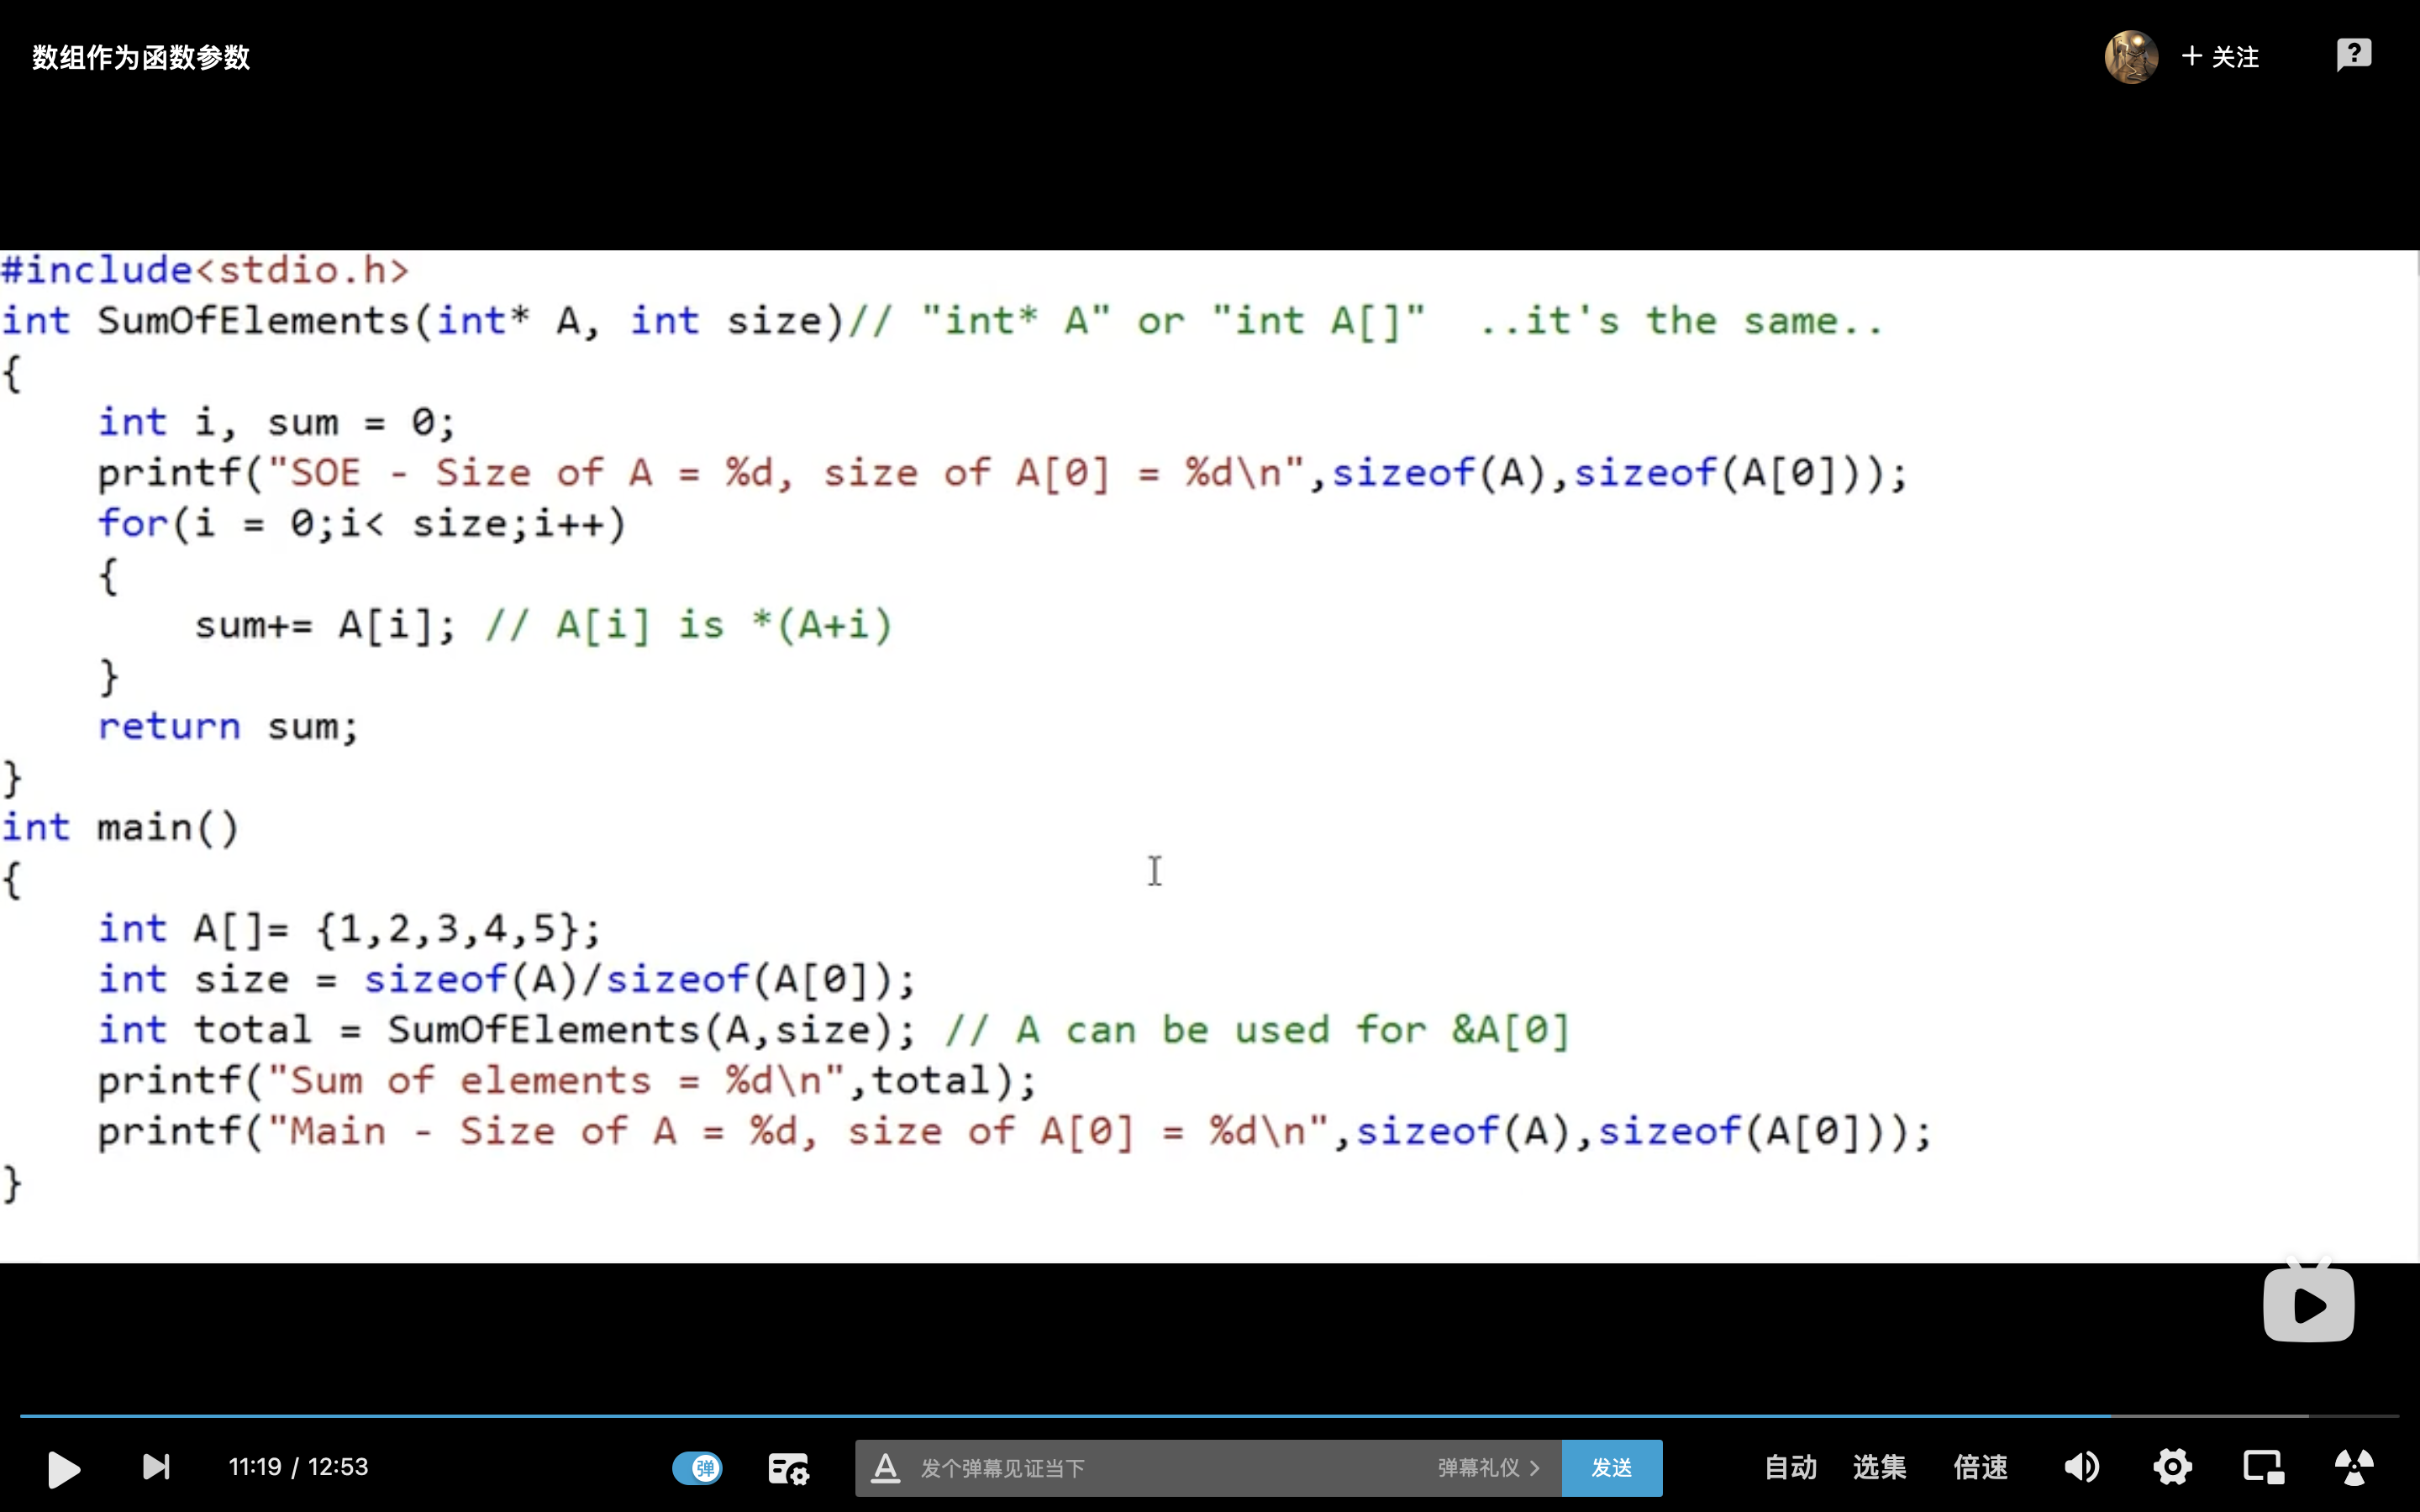 数组作为函数参数
+ 关注
?
#include<stdio.h>
int SumOfElements(int* A, int size)// "int* A" or "int A[]"  ..it's the same..
{
    int i, sum = 0;
    printf("SOE - Size of A = %d, size of A[0] = %d\n",sizeof(A),sizeof(A[0]));
    for(i = 0;i< size;i++)
    {
        sum+= A[i]; // A[i] is *(A+i)
    }
    return sum;
}
int main()
{
    int A[]= {1,2,3,4,5};
    int size = sizeof(A)/sizeof(A[0]);
    int total = SumOfElements(A,size); // A can be used for &A[0]
    printf("Sum of elements = %d\n",total);
    printf("Main - Size of A = %d, size of A[0] = %d\n",sizeof(A),sizeof(A[0]));
}
11:19 / 12:53 弹 A 发个弹幕见证当下 弹幕礼仪 > 发送 自动 选集 倍速